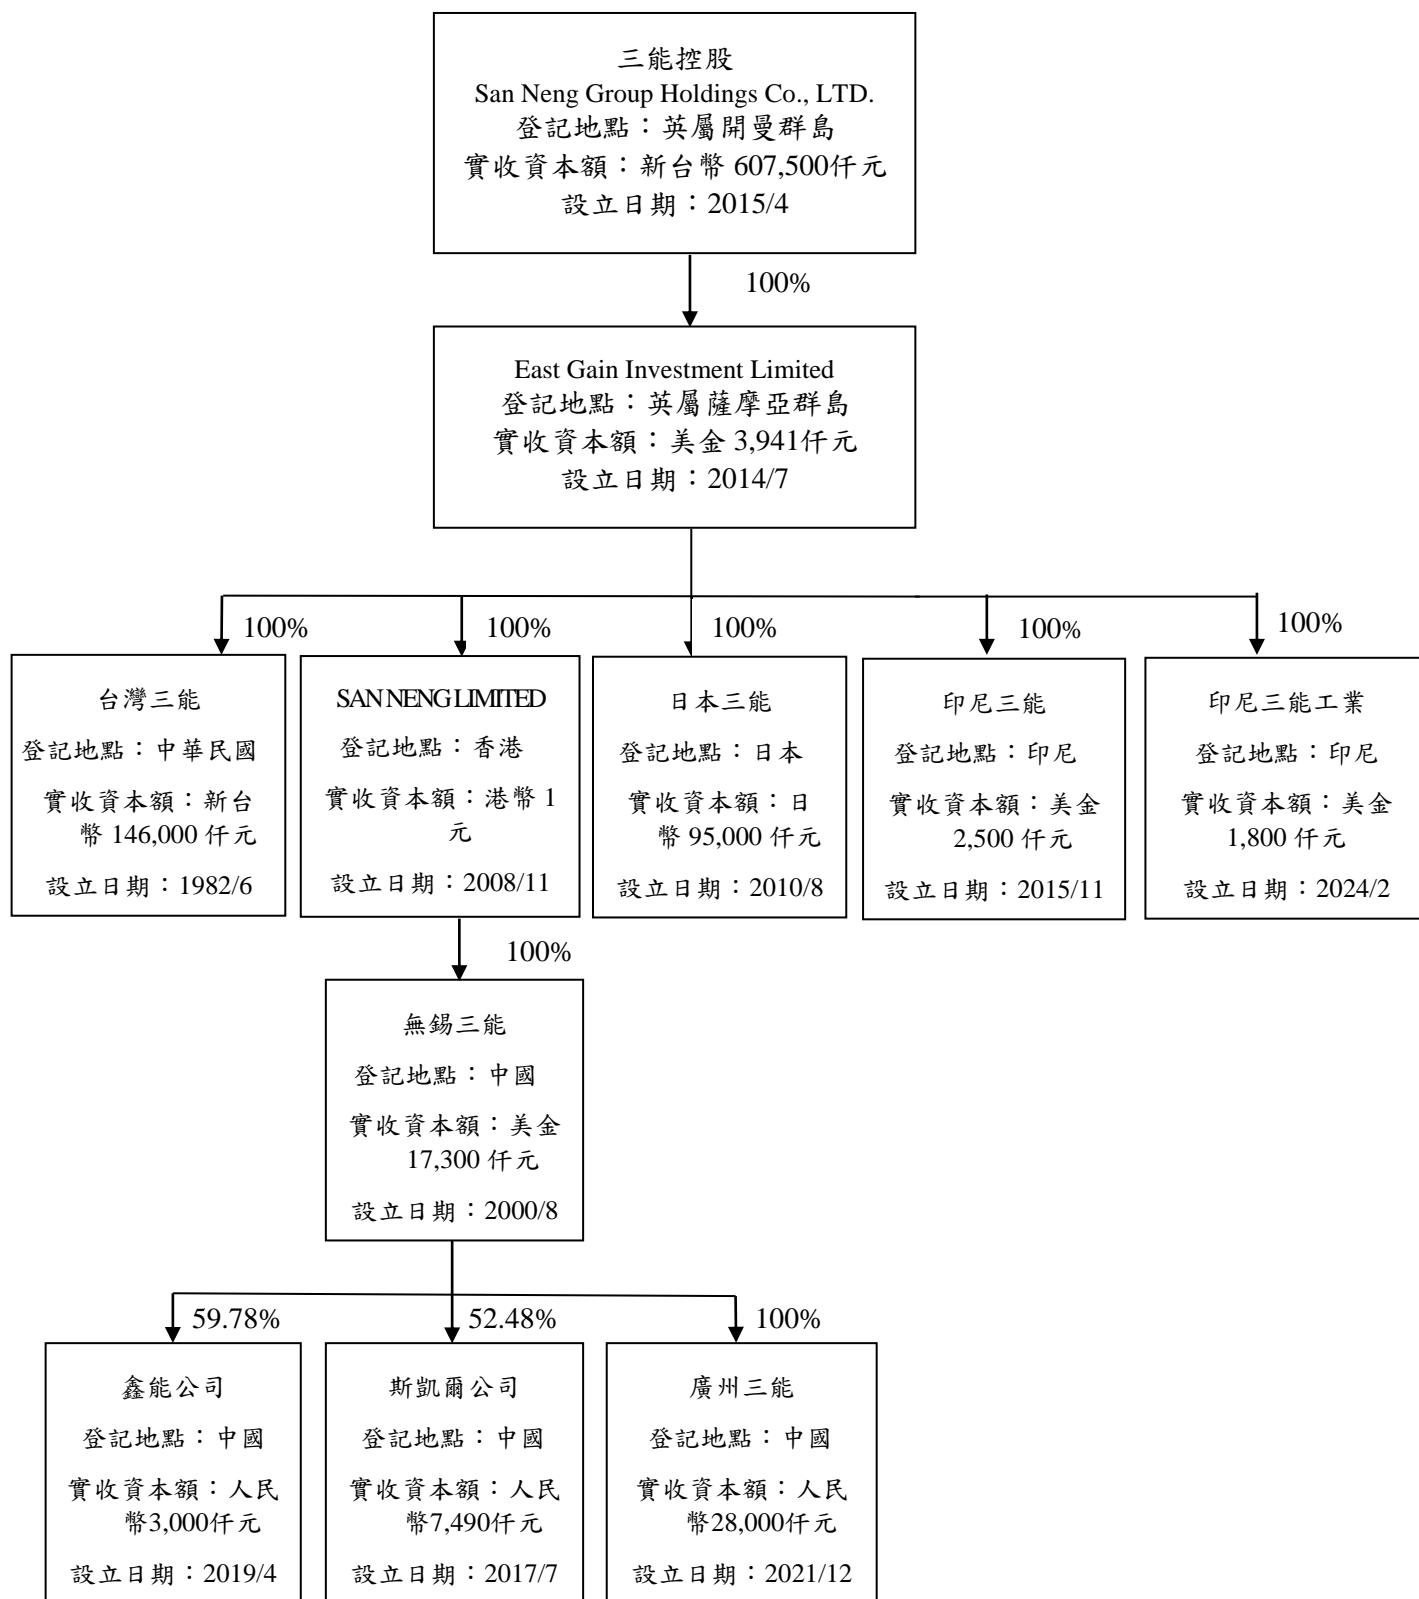 三能控股
San Neng Group Holdings Co., LTD.
登記地點：英屬開曼群島
實收資本額：新台幣 607,500仟元
設立日期：2015/4
100%
East Gain Investment Limited
登記地點：英屬薩摩亞群島
實收資本額：美金 3,941仟元
設立日期：2014/7
100%
100%
100%
100%
100%
台灣三能
登記地點：中華民國
實收資本額：新台
幣 146,000 仟元
設立日期：1982/6
SAN NENG LIMITED
登記地點：香港
實收資本額：港幣 1
元
設立日期：2008/11
日本三能
登記地點：日本
實收資本額：日
幣 95,000 仟元
設立日期：2010/8
印尼三能
登記地點：印尼
實收資本額：美金
2,500 仟元
設立日期：2015/11
印尼三能工業
登記地點：印尼
實收資本額：美金
1,800 仟元
設立日期：2024/2
100%
無錫三能
登記地點：中國
實收資本額：美金
17,300 仟元
設立日期：2000/8
59.78%
52.48%
100%
鑫能公司
登記地點：中國
實收資本額：人民
幣3,000仟元
設立日期：2019/4
斯凱爾公司
登記地點：中國
實收資本額：人民
幣7,490仟元
設立日期：2017/7
廣州三能
登記地點：中國
實收資本額：人民
幣28,000仟元
設立日期：2021/12